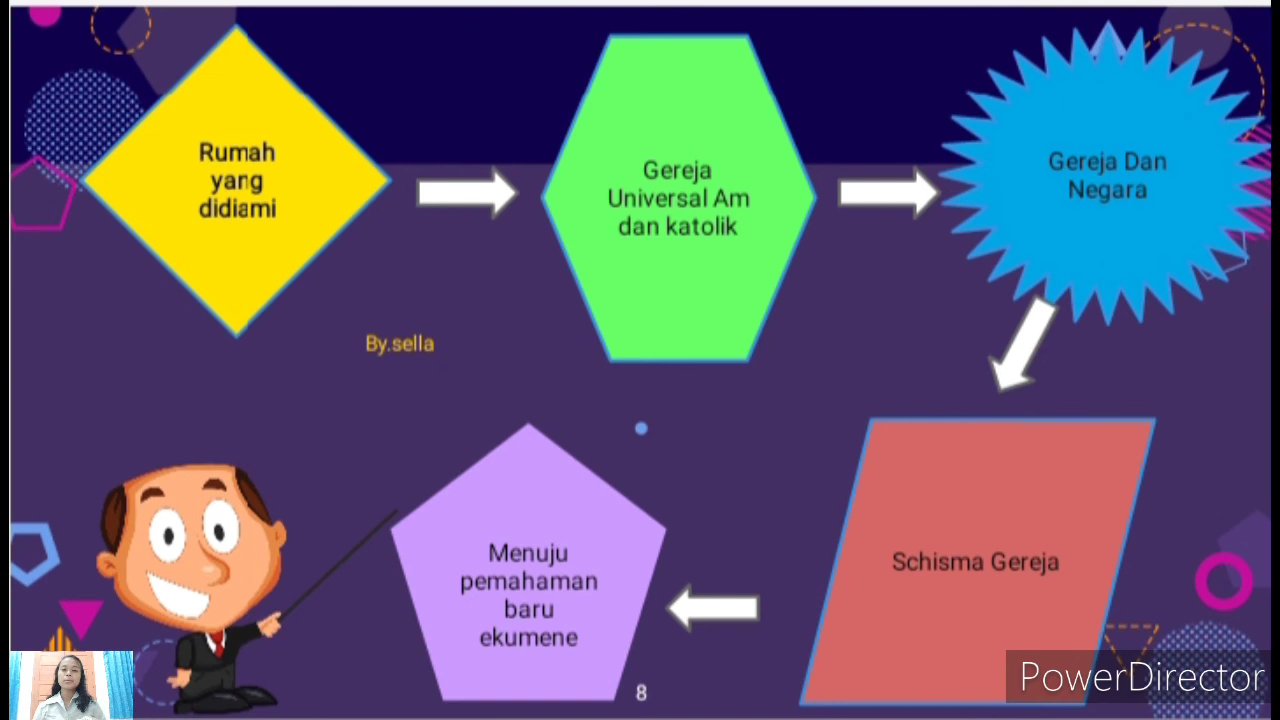 Rumah
yang
didiami
Gereja
Universal Am
dan katolik
Gereja Dan
Negara
By.sella
Schisma Gereja
Menuju
pemahaman
baru
ekumene
8
PowerDirector